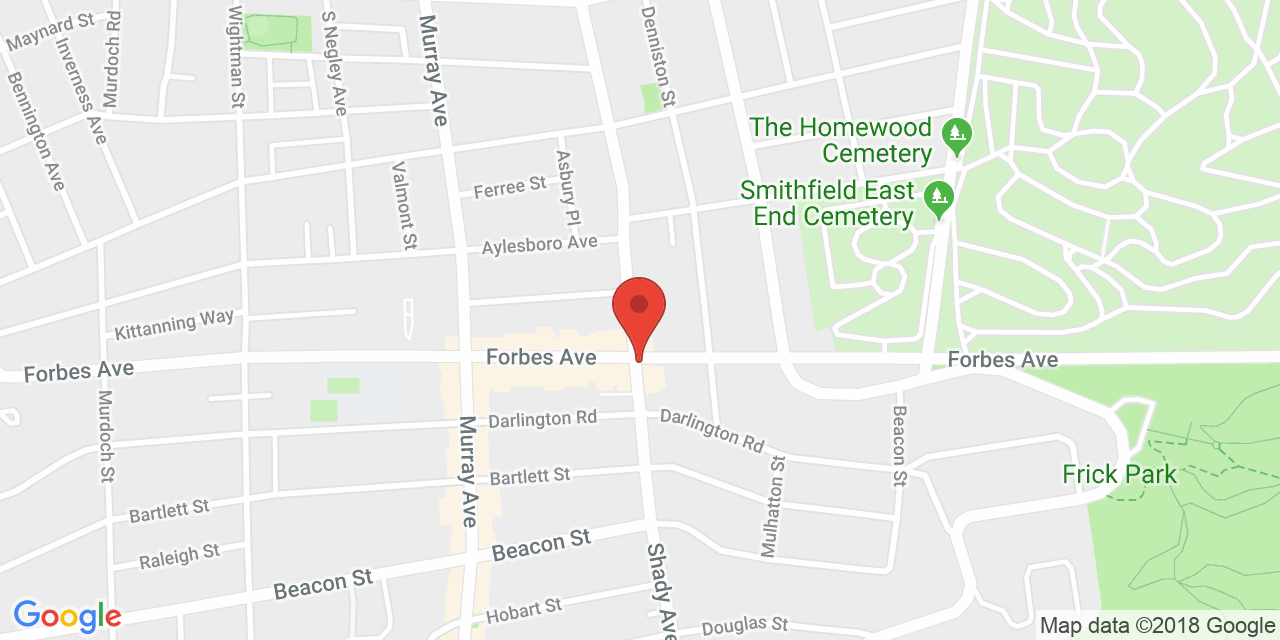 Maynard St
Inverness Ave
Murdoch Rd
Bennington Ave
Wightman St
S Negley Ave
Murray Ave
Denniston St
Valmont St
Asbury Pl
Ferree St
Aylesboro Ave
The Homewood
Cemetery
Smithfield East
End Cemetery
Kittanning Way
Forbes Ave
Forbes Ave
Forbes Ave
Murdoch St
Murray Ave
Darlington Rd
Darlington Rd
Bartlett St
Bartlett St
Raleigh St
Beacon St
Beacon St
Beacon St
Mulhatton St
Frick Park
Shady Ave
Hobart St
Douglas St
Google
Map data ©2018 Google